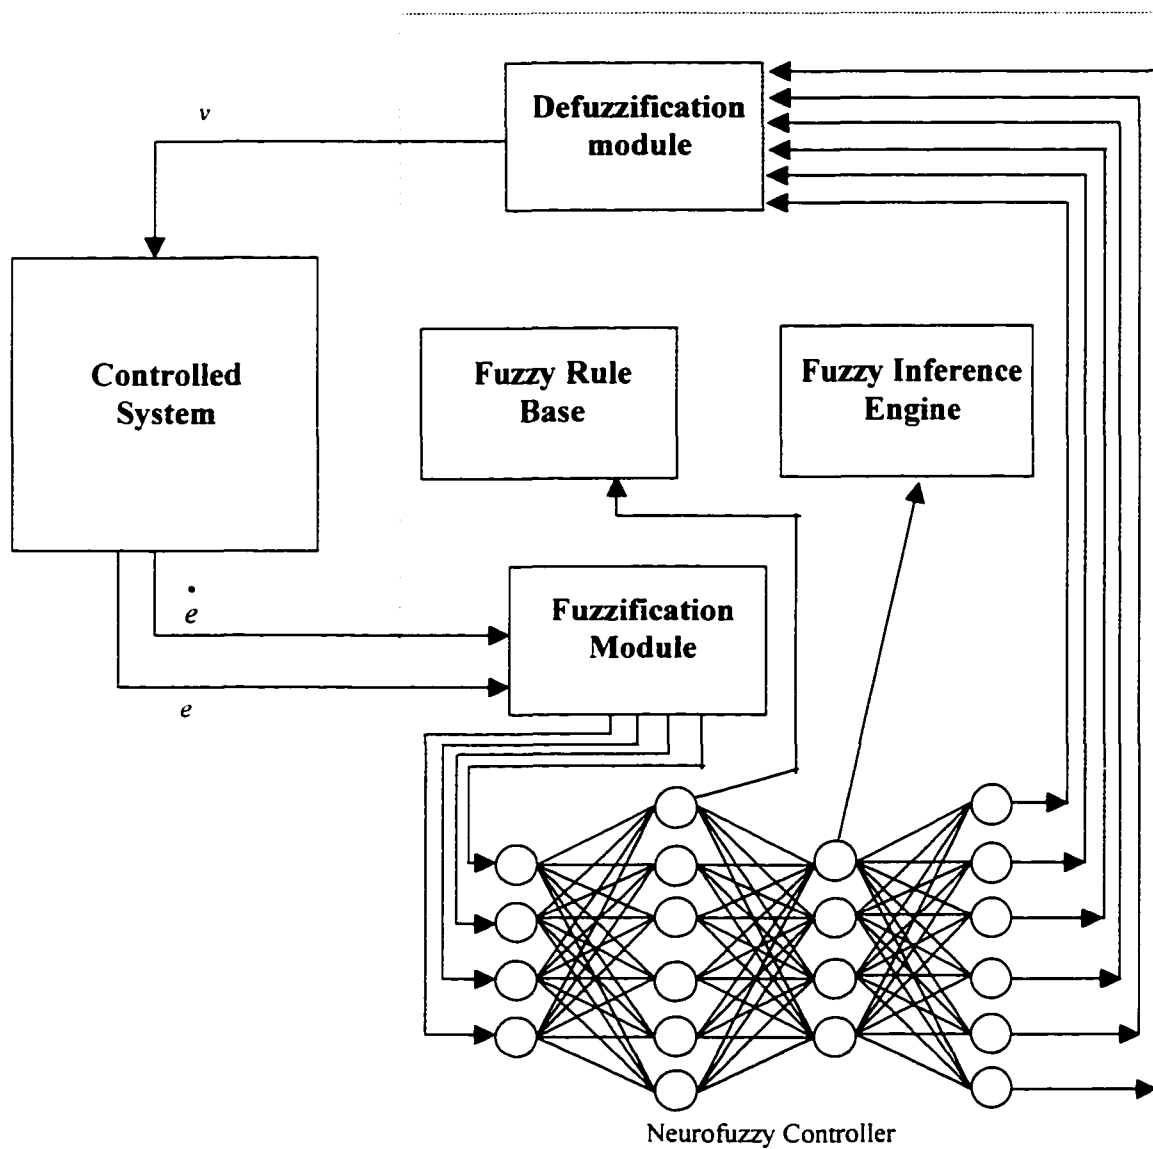 Defuzzification
module
v
Controlled
System
Fuzzy Rule
Base
Fuzzy Inference
Engine
ė
Fuzzification
Module
e
Neurofuzzy Controller